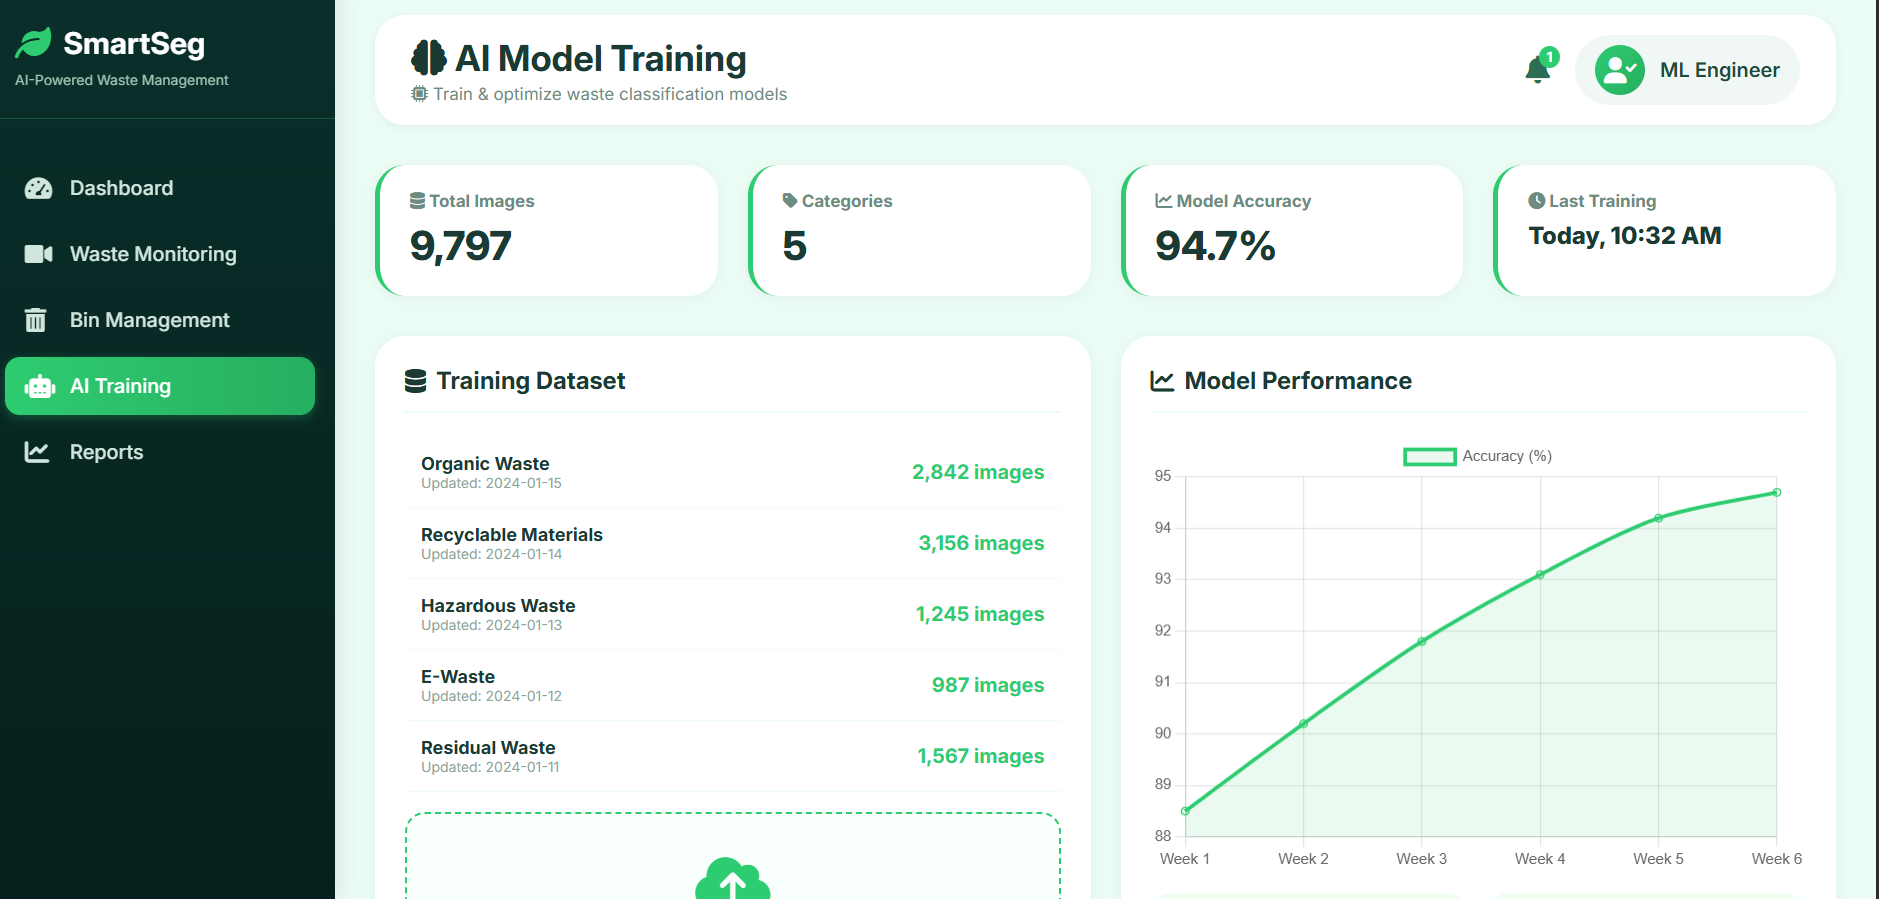 SmartSeg
AI-Powered Waste Management
Dashboard
Waste Monitoring
Bin Management
AI Training
Reports
AI Model Training
Train & optimize waste classification models
1
ML Engineer
Total Images
9,797
Categories
5
Model Accuracy
94.7%
Last Training
Today, 10:32 AM
Training Dataset
Organic Waste
Updated: 2024-01-15
2,842 images
Recyclable Materials
Updated: 2024-01-14
3,156 images
Hazardous Waste
Updated: 2024-01-13
1,245 images
E-Waste
Updated: 2024-01-12
987 images
Residual Waste
Updated: 2024-01-11
1,567 images
Model Performance
Accuracy (%)
95
94
93
92
91
90
89
88
Week 1 Week 2 Week 3 Week 4 Week 5 Week 6